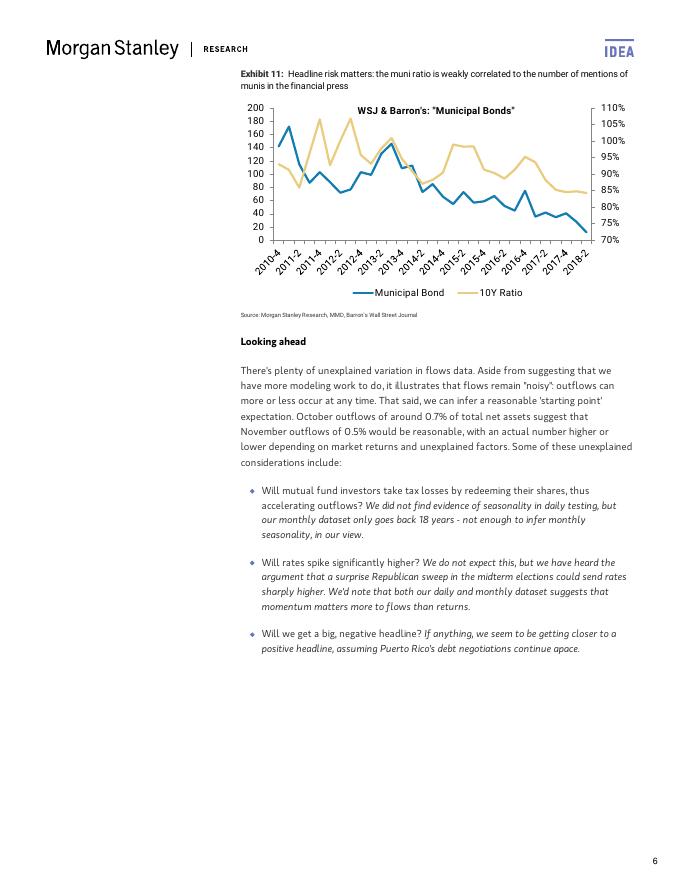 Morgan Stanley | RESEARCH
IDEA
Exhibit 11: Headline risk matters: the muni ratio is weakly correlated to the number of mentions of
munis in the financial press
WSJ & Barron's: "Municipal Bonds"
200
180
160
140
120
100
80
60
40
20
0
110%
105%
100%
95%
90%
85%
80%
75%
70%
2010-4
2011-2
2011-4
2012-2
2012-4
2013-2
2013-4
2014-2
2014-4
2015-2
2015-4
2016-2
2016-4
2017-2
2017-4
2018-2
Municipal Bond
10Y Ratio
Source: Morgan Stanley Research, MMD, Barron's Wall Street Journal
Looking ahead
There's plenty of unexplained variation in flows data. Aside from suggesting that we
have more modeling work to do, it illustrates that flows remain "noisy": outflows can
more or less occur at any time. That said, we can infer a reasonable 'starting point'
expectation. October outflows of around 0.7% of total net assets suggest that
November outflows of 0.5% would be reasonable, with an actual number higher or
lower depending on market returns and unexplained factors. Some of these unexplained
considerations include:
Will mutual fund investors take tax losses by redeeming their shares, thus
accelerating outflows? We did not find evidence of seasonality in daily testing, but
our monthly dataset only goes back 18 years - not enough to infer monthly
seasonality, in our view.
Will rates spike significantly higher? We do not expect this, but we have heard the
argument that a surprise Republican sweep in the midterm elections could send rates
sharply higher. We'd note that both our daily and monthly dataset suggests that
momentum matters more to flows than returns.
Will we get a big, negative headline? If anything, we seem to be getting closer to a
positive headline, assuming Puerto Rico's debt negotiations continue apace.
6